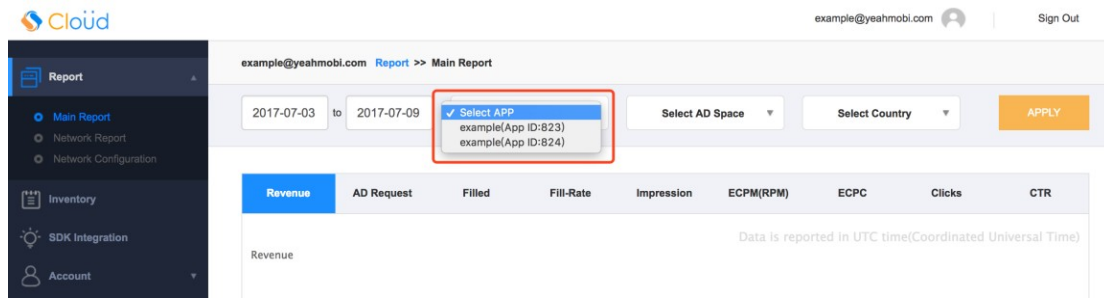 Cloüd
example@yeahmobi.com Sign Out
Report
example@yeahmobi.com Report >> Main Report
Main Report
Network Report
Network Configuration
2017-07-03 to 2017-07-09
✓ Select APP
example(App ID:823)
example(App ID:824)
Select AD Space ▼ Select Country ▼ APPLY
Inventory
SDK Integration
Account
Revenue AD Request Filled Fill-Rate Impression ECPM(RPM) ECPC Clicks CTR
Data is reported in UTC time(Coordinated Universal Time)
Revenue